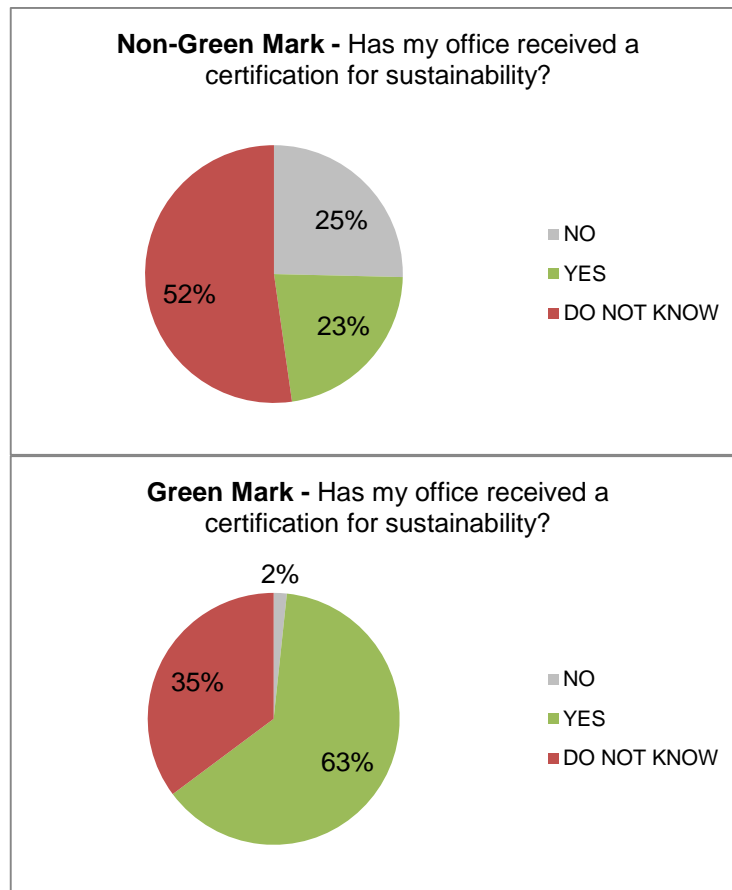 Non-Green Mark - Has my office received a
certification for sustainability?
25%
NO
YES
52%
23%
DO NOT KNOW
Green Mark - Has my office received a
certification for sustainability?
2%
35%
NO
YES
63%
DO NOT KNOW